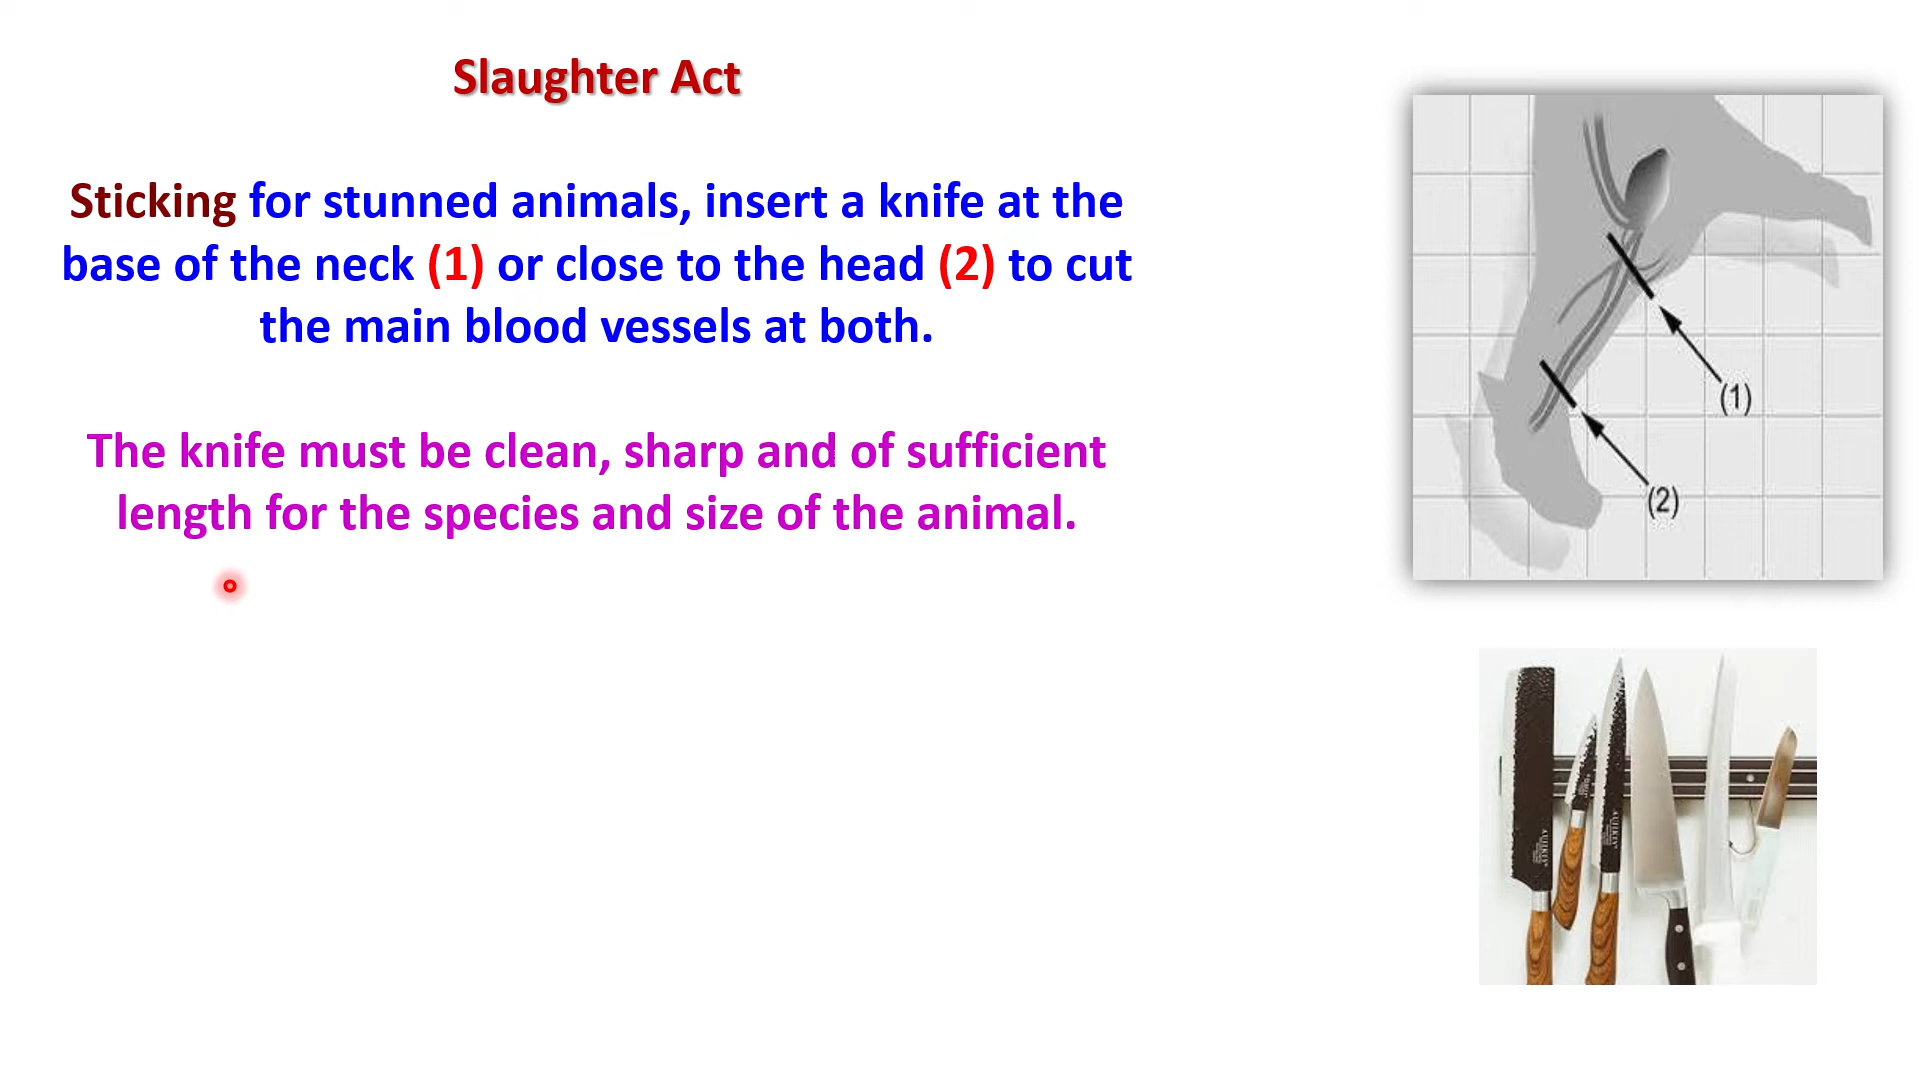 Slaughter Act
Sticking for stunned animals, insert a knife at the
base of the neck (1) or close to the head (2) to cut
the main blood vessels at both.
The knife must be clean, sharp and of sufficient
length for the species and size of the animal.
(1)
(2)